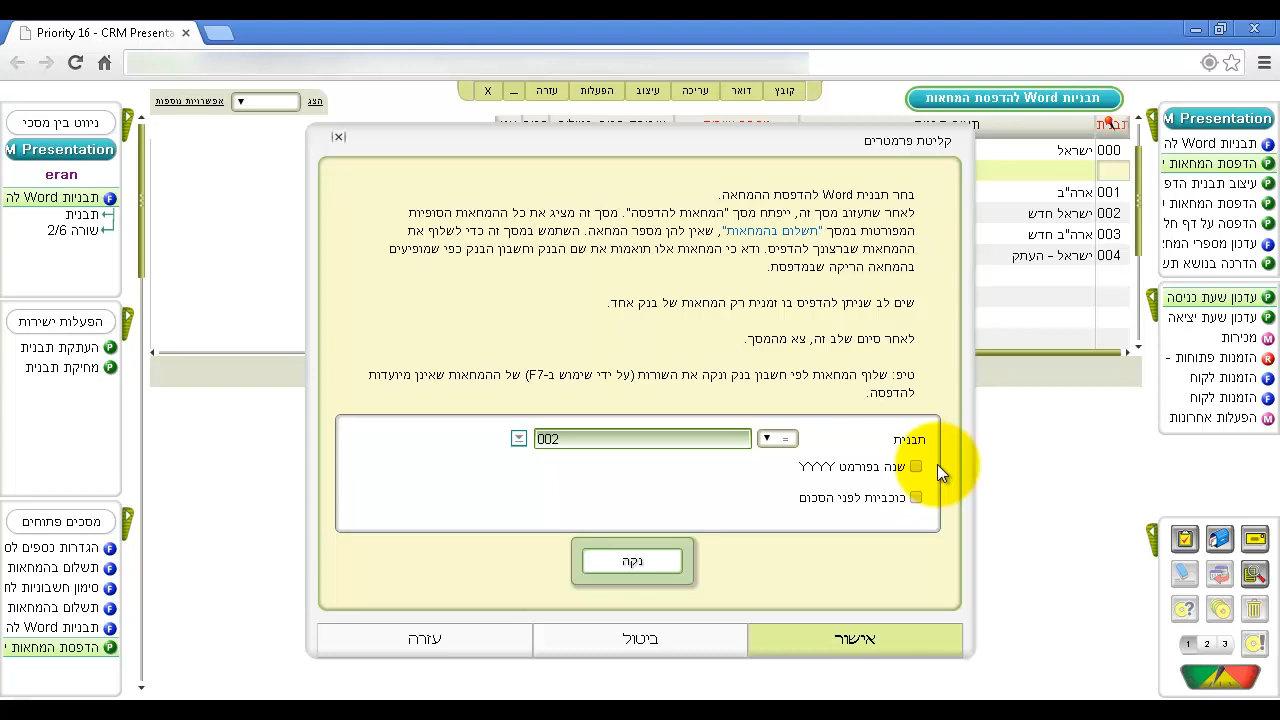 Priority 16 - CRM Presenta
קובץ
דואר
עריכה
עיצוב
הפעלות
עזרה
_
X
הצג
אפשרויות נוספות
תבניות Word להדפסת המחאות
M Presentation
תבניות Word לה
הדפסת המחאות י
עיצוב תבנית הדפ
הדפסת המחאות י
הדפסה על דף חל
עדכון מספרי המחא
הדרכה בנושא תש
עדכון שעת כניסה
עדכון שעת יציאה
מכירות
הזמנות פתוחות -
הזמנות לקוח
הזמנות לקוח
הפעלות אחרונות
1 2 3
ניווט בין מסכי
M Presentation
eram
תבניות Word לה
תבנית
שורה 2/6
הפעלות ישירות
העתקת תבנית
מחיקת תבנית
מסכים פתוחים
הגדרות כספים לס
תשלום בהמחאות
סימון חשבוניות לח
תשלום בהמחאות
תבניות Word לה
הדפסת המחאות י
תבנית
000 ישראל
001 ארה"ב
002 ישראל חדש
003 ארה"ב חדש
004 ישראל - העתק
קליטת פרמטרים
בחר תבנית Word להדפסת ההמחאה.
לאחר שתעזוב מסך זה, ייפתח מסך "המחאות להדפסה". מסך זה מציג את כל ההמחאות הסופיות
המפורטות במסך "תשלום בהמחאות", שאין להן מספר המחאה. השתמש במסך זה כדי לשלוף את
ההמחאות שברצונך להדפיס. ודא כי המחאות אלו תואמות את שם הבנק וחשבון הבנק כפי שמופיעים
בהמחאה הריקה שבמדפסת.
שים לב שניתן להדפיס בו זמנית רק המחאות של בנק אחד.
לאחר סיום שלב זה, צא מהמסך.
טיפ: שלוף המחאות לפי חשבון בנק ונקה את השורות (על ידי שימוש ב-F7) של ההמחאות שאינן מיועדות
להדפסה.
תבנית = 002
שנה בפורמט YYYY
כוכביות לפני הסכום
נקה
אישור
ביטול
עזרה